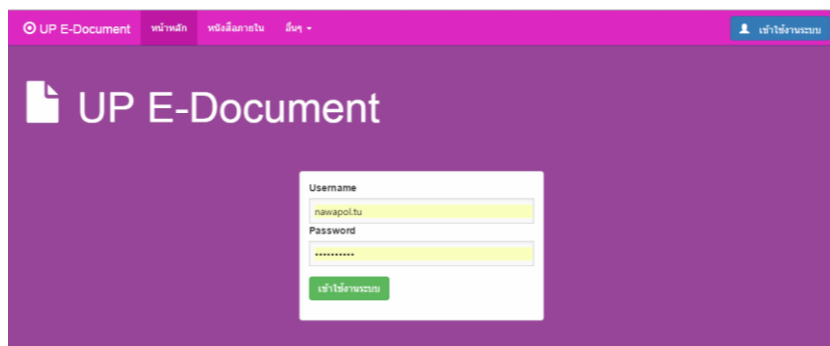 UP E-Document หน้าหลัก หนังสือภายใน อื่นๆ เข้าใช้งานระบบ
UP E-Document
Username
nawapol.tu
Password
••••••••••
เข้าใช้งานระบบ